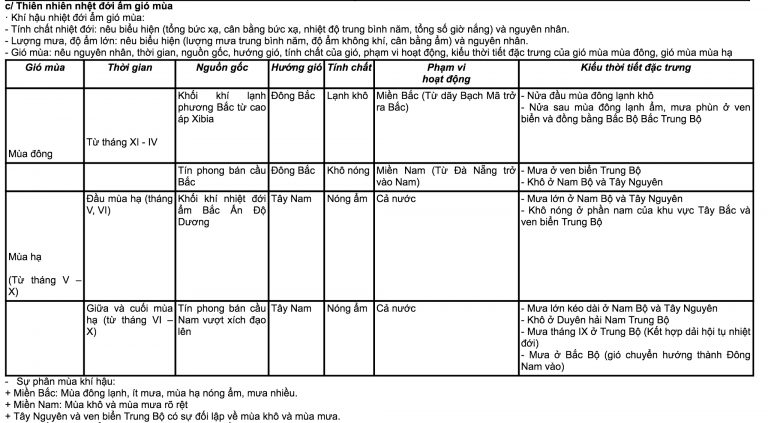 c/ Thiên nhiên nhiệt đới ẩm gió mùa
· Khí hậu nhiệt đới ẩm gió mùa:
- Tính chất nhiệt đới: nêu biểu hiện (tổng bức xạ, cân bằng bức xạ, nhiệt độ trung bình năm, tổng số giờ nắng) và nguyên nhân.
- Lượng mưa, độ ẩm lớn: nêu biểu hiện (lượng mưa trung bình năm, độ ẩm không khí, cân bằng ẩm) và nguyên nhân.
- Gió mùa: nêu nguyên nhân, thời gian, nguồn gốc, hướng gió, tính chất của gió, phạm vi hoạt động, kiểu thời tiết đặc trưng của gió mùa mùa đông, gió mùa mùa hạ
Gió mùa
Thời gian
Nguồn gốc
Hướng gió
Tính chất
Phạm vi
hoạt động
Kiểu thời tiết đặc trưng
Mùa đông
Từ tháng XI - IV
Khối khí lạnh
phương Bắc từ cao
áp Xibia
Đông Bắc
Lạnh khô
Miền Bắc (Từ dãy Bạch Mã trở
ra Bắc)
- Nửa đầu mùa đông lạnh khô
- Nửa sau mùa đông lạnh ẩm, mưa phùn ở ven
biển và đồng bằng Bắc Bộ Bắc Trung Bộ
Tín phong bán cầu
Bắc
Đông Bắc
Khô nóng
Miền Nam (Từ Đà Nẵng trở
vào Nam)
- Mưa ở ven biển Trung Bộ
- Khô ở Nam Bộ và Tây Nguyên
Mùa hạ
(Từ tháng V –
X)
Đầu mùa hạ (tháng
V, VI)
Khối khí nhiệt đới
ẩm Bắc Ấn Độ
Dương
Tây Nam
Nóng ẩm
Cả nước
- Mưa lớn ở Nam Bộ và Tây Nguyên
- Khô nóng ở phần nam của khu vực Tây Bắc và
ven biển Trung Bộ
Giữa và cuối mùa
hạ (từ tháng VI –
X)
Tín phong bán cầu
Nam vượt xích đạo
lên
Tây Nam
Nóng ẩm
Cả nước
- Mưa lớn kéo dài ở Nam Bộ và Tây Nguyên
- Khô ở Duyên hải Nam Trung Bộ
- Mưa tháng IX ở Trung Bộ (Kết hợp dải hội tụ nhiệt
đới)
- Mưa ở Bắc Bộ (gió chuyển hướng thành Đông
Nam vào)
- Sự phân mùa khí hậu:
+ Miền Bắc: Mùa đông lạnh, ít mưa, mùa hạ nóng ẩm, mưa nhiều.
+ Miền Nam: Mùa khô và mùa mưa rõ rệt
+ Tây Nguyên và ven biển Trung Bộ có sự đối lập về mùa khô và mùa mưa.